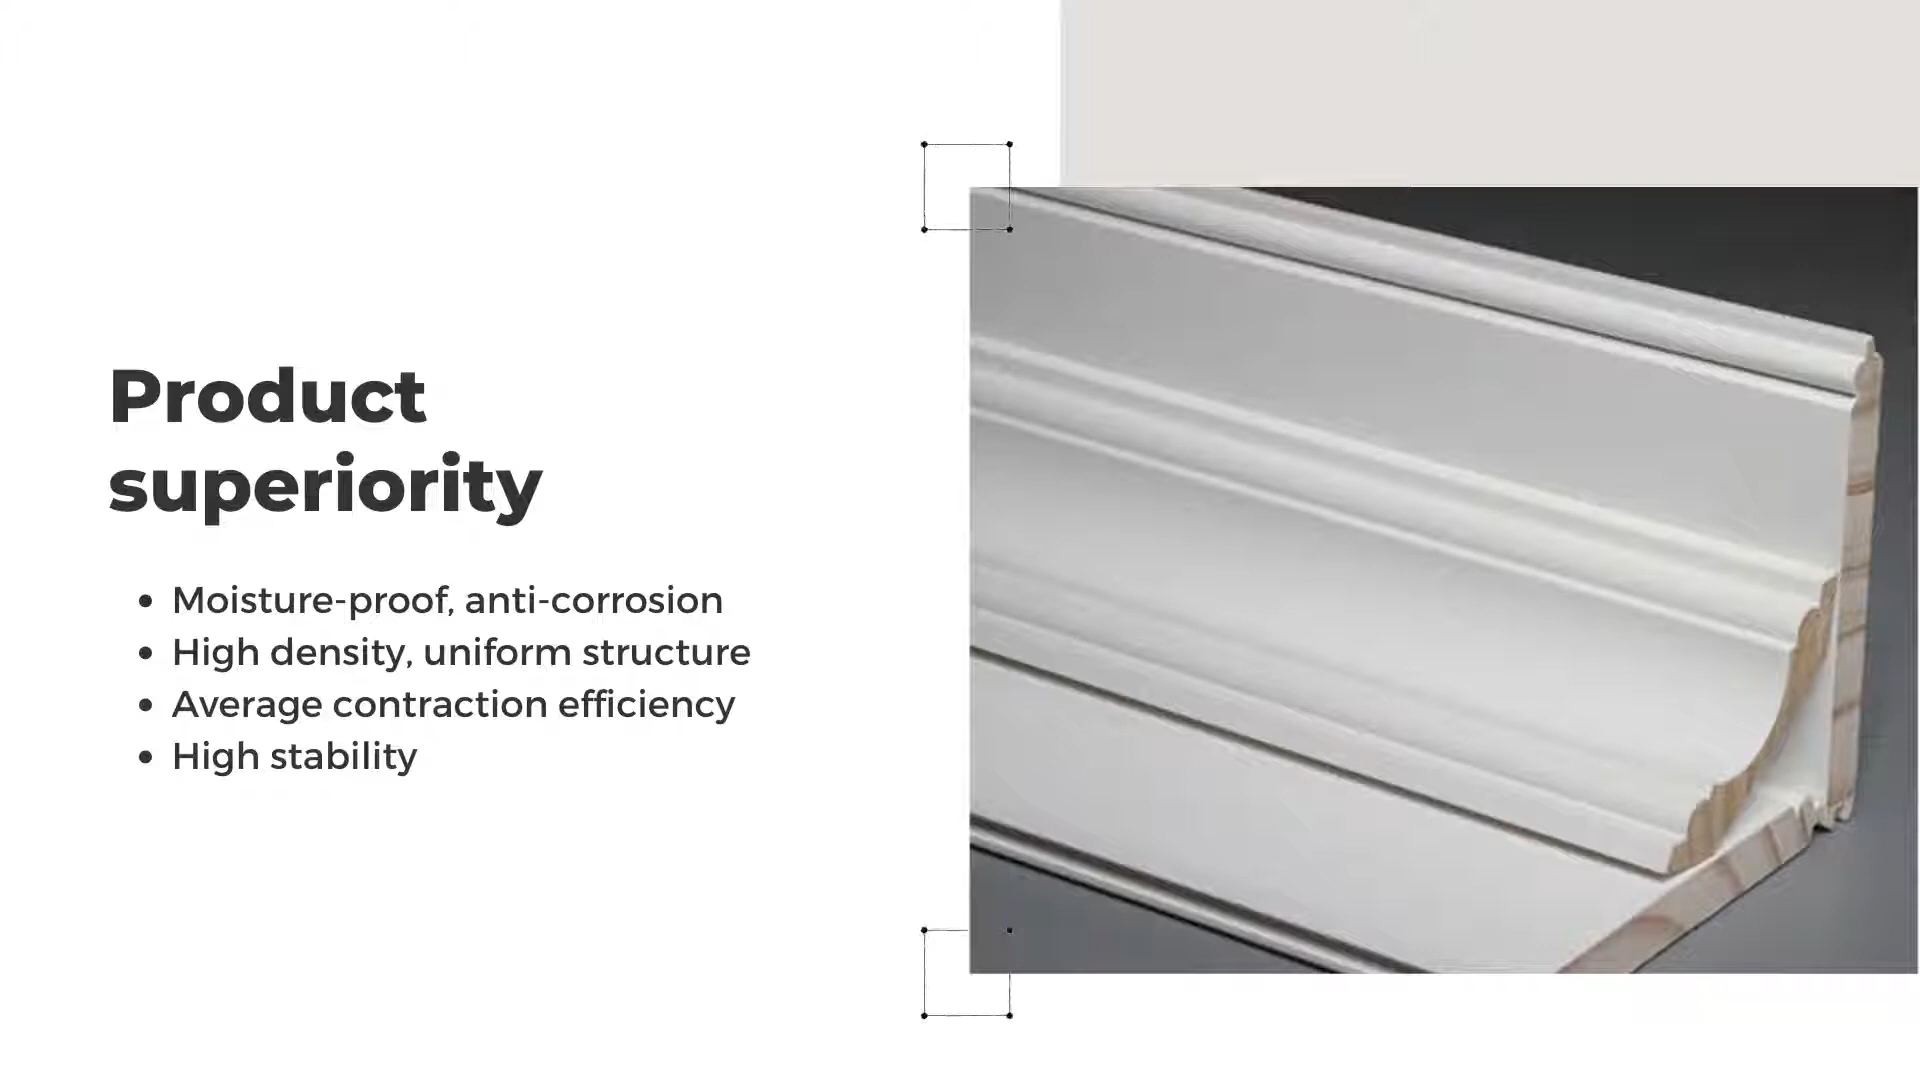 Product
superiority
• Moisture-proof, anti-corrosion
• High density, uniform structure
• Average contraction efficiency
• High stability